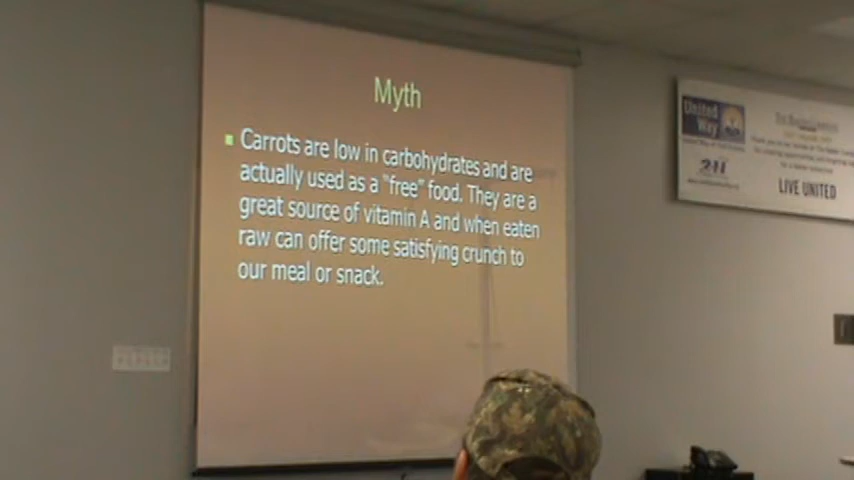 Myth
Carrots are low in carbohydrates and are
actually used as a "free" food. They are a
great source of vitamin A and when eaten
raw can offer some satisfying crunch to
our meal or snack.
United
Way
211
LIVE UNITED